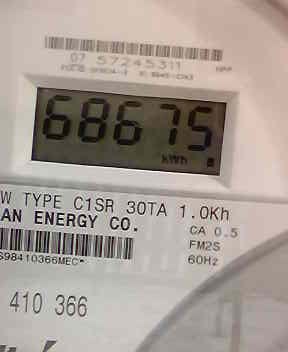 07 57245311
68675
kWh
W TYPE C1SR 30TA 1.0Kh
AN ENERGY CO.
CA 0.5
FM2S
60Hz
S98410366MEC*
410 366